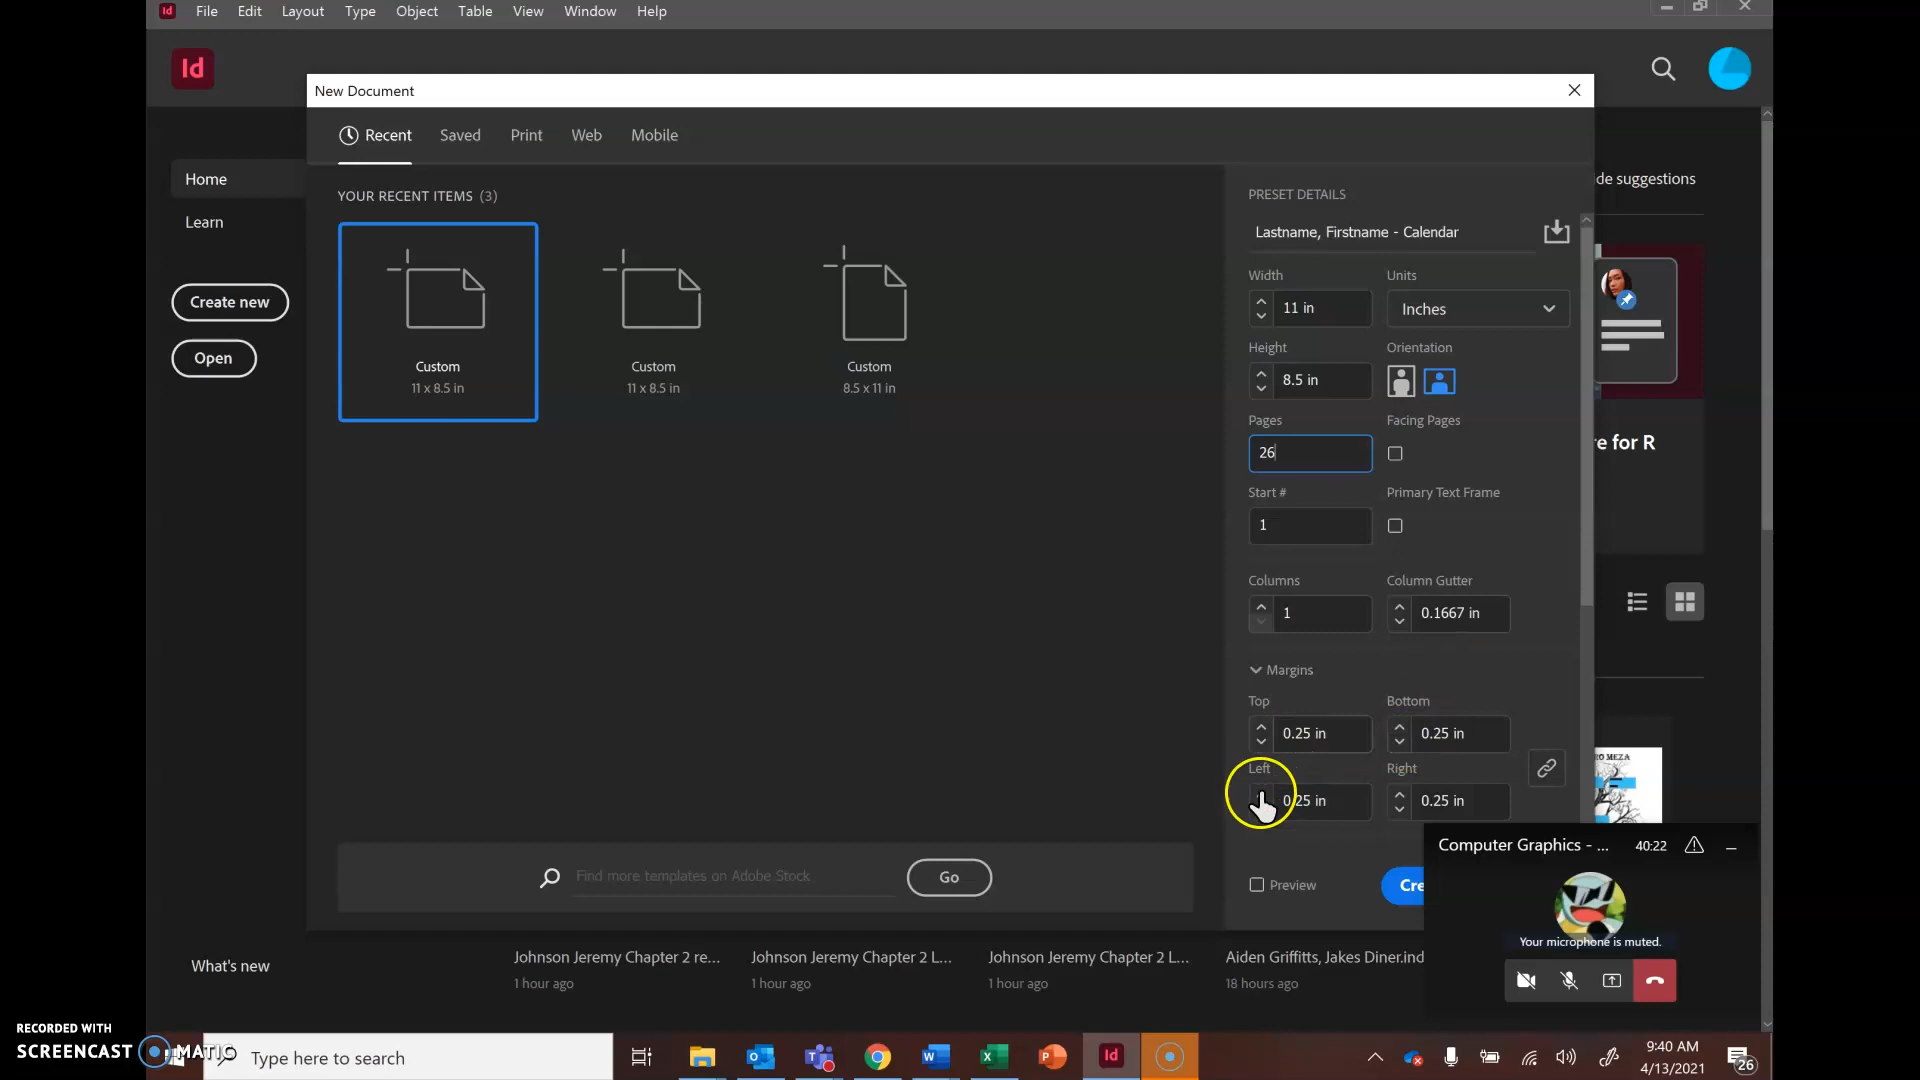 File Edit Layout Type Object Table View Window Help
Id
New Document
Recent Saved Print Web Mobile
Home
Learn
Create new
Open
YOUR RECENT ITEMS (3)
Custom
11 x 8.5 in
Custom
11 x 8.5 in
Custom
8.5 x 11 in
Find more templates on Adobe Stock
Go
PRESET DETAILS
Lastname, Firstname - Calendar
Width Units
11 in Inches
Height Orientation
8.5 in
Pages Facing Pages
26
Start # Primary Text Frame
1
Columns Column Gutter
1 0.1667 in
Margins
Top Bottom
0.25 in 0.25 in
Left Right
0.25 in 0.25 in
Preview Cre
de suggestions
e for R
RO MEZA
Computer Graphics - ... 40:22
Your microphone is muted.
What's new
Johnson Jeremy Chapter 2 re...
1 hour ago
Johnson Jeremy Chapter 2 L...
1 hour ago
Johnson Jeremy Chapter 2 L...
1 hour ago
Aiden Griffitts, Jakes Diner.ind
18 hours ago
RECORDED WITH
SCREENCAST MATIC
Type here to search
Id
9:40 AM
4/13/2021
26